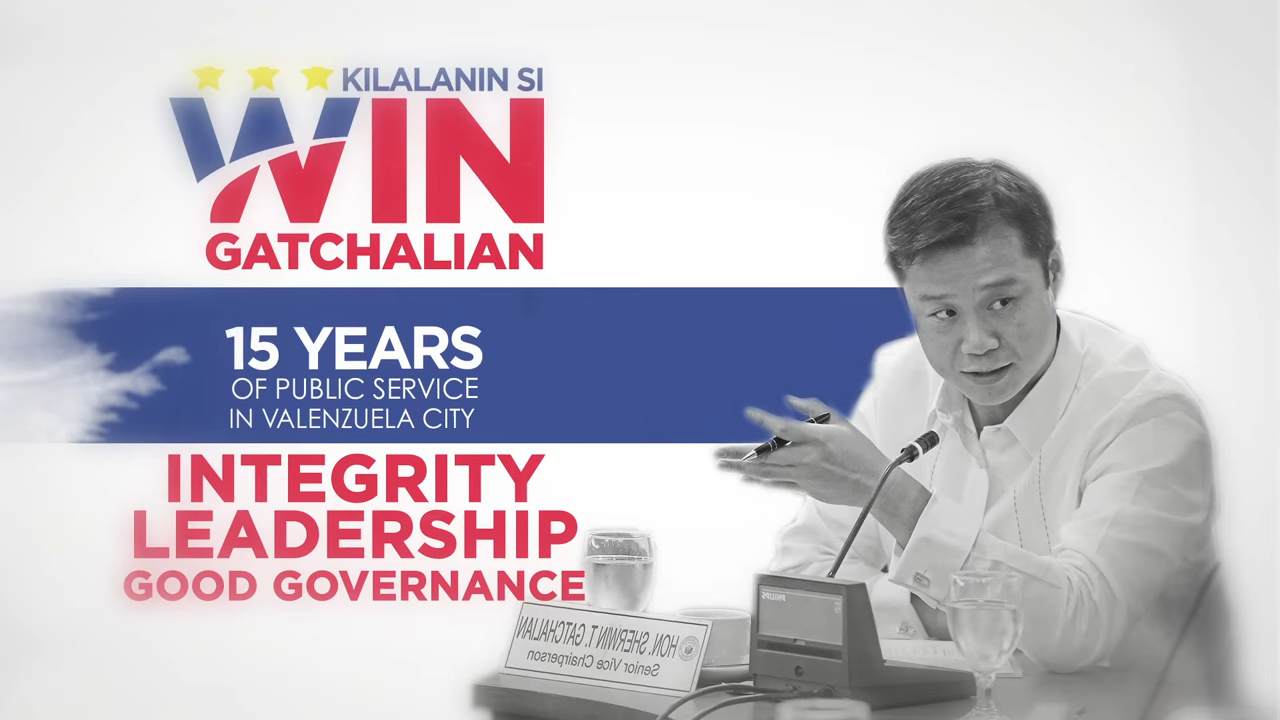 KILALANIN SI
WIN
GATCHALIAN
15 YEARS
OF PUBLIC SERVICE
IN VALENZUELA CITY
INTEGRITY
LEADERSHIP
GOOD GOVERNANCE
PHILIPS
HON. SHERWIN T. GATCHALIAN
Senior Vice Chairperson